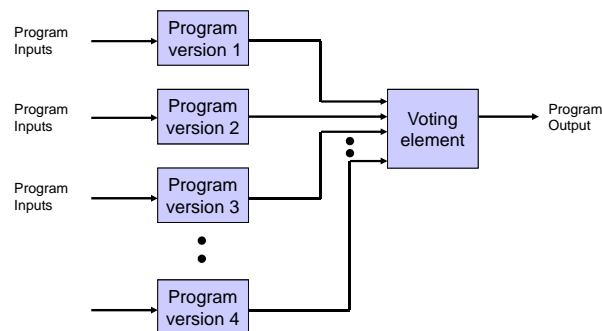 Program
Inputs
Program
version 1
Program
Inputs
Program
version 2
Voting
element
Program
Output
Program
Inputs
Program
version 3
Program
version 4